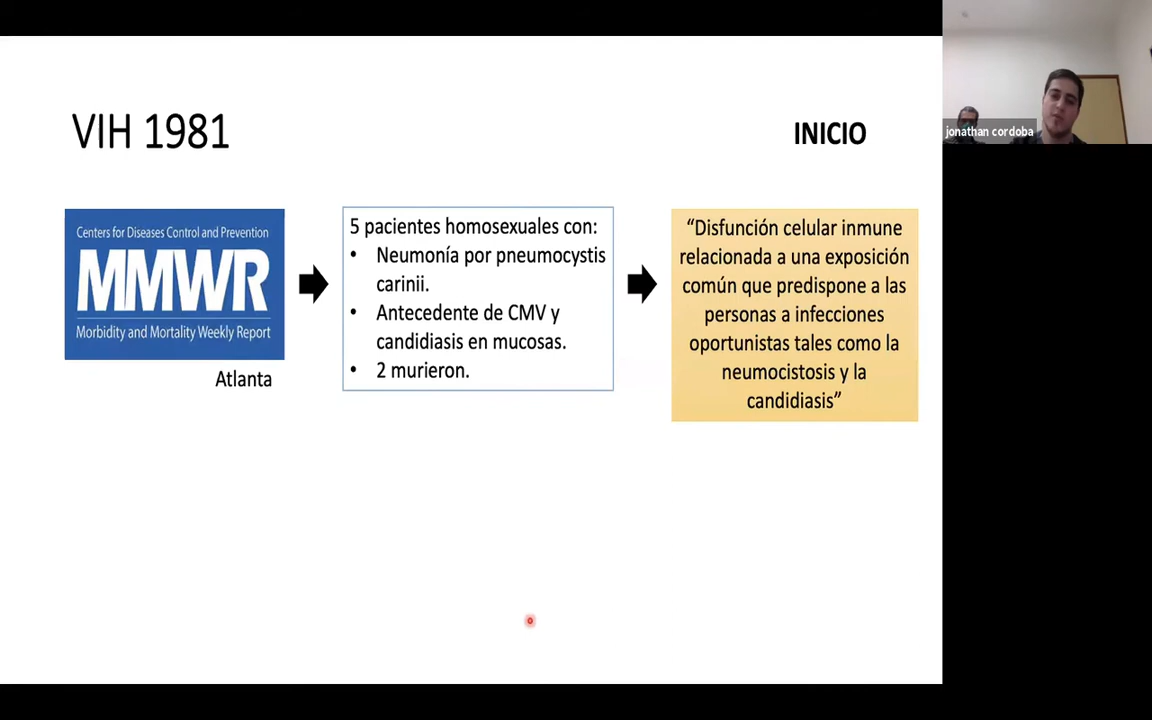 VIH 1981
INICIO
Centers for Diseases Control and Prevention
MMWR
Morbidity and Mortality Weekly Report
Atlanta
5 pacientes homosexuales con:
• Neumonía por pneumocystis
carinii.
• Antecedente de CMV y
candidiasis en mucosas.
• 2 murieron.
“Disfunción celular inmune
relacionada a una exposición
común que predispone a las
personas a infecciones
oportunistas tales como la
neumocistosis y la
candidiasis”
jonathan cordoba